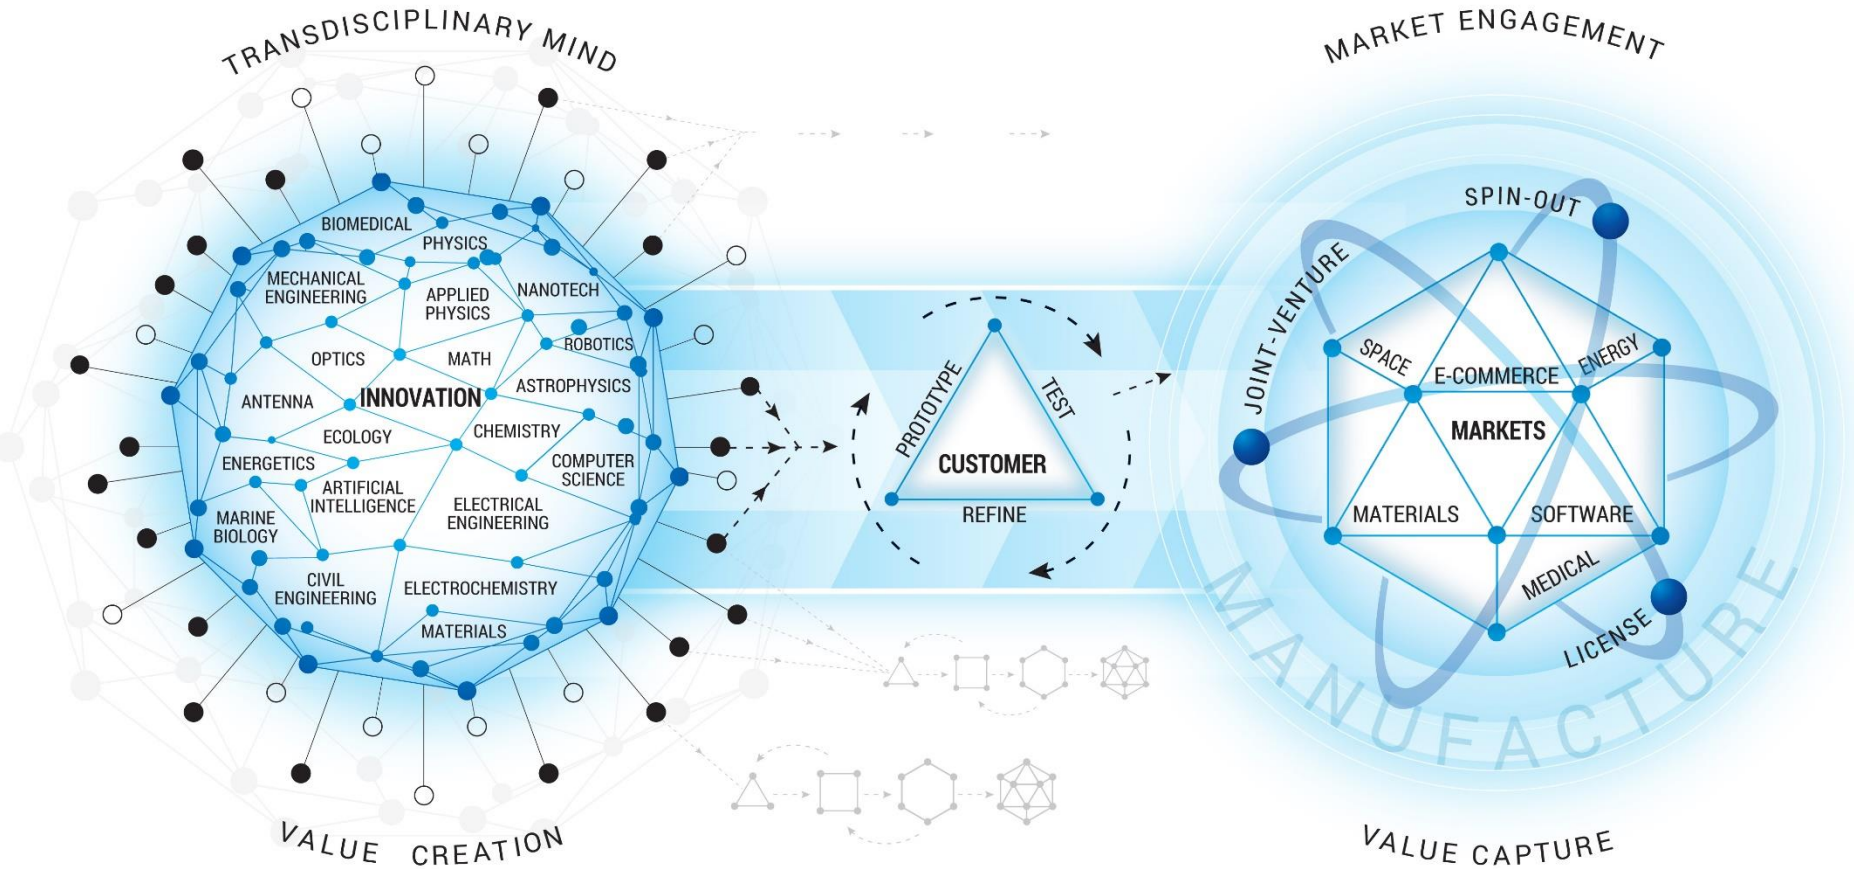 TRANSDISCIPLINARY MIND
BIOMEDICAL
PHYSICS
MECHANICAL
ENGINEERING
APPLIED
PHYSICS
NANOTECH
OPTICS
MATH
ROBOTICS
ANTENNA
INNOVATION
ASTROPHYSICS
ECOLOGY
CHEMISTRY
ENERGETICS
COMPUTER
SCIENCE
ARTIFICIAL
INTELLIGENCE
MARINE
BIOLOGY
ELECTRICAL
ENGINEERING
CIVIL
ENGINEERING
ELECTROCHEMISTRY
MATERIALS
VALUE CREATION
PROTOTYPE
TEST
CUSTOMER
REFINE
MARKET ENGAGEMENT
SPIN-OUT
JOINT-VENTURE
SPACE
E-COMMERCE
ENERGY
MARKETS
MATERIALS
SOFTWARE
MEDICAL
LICENSE
MANUFACTURE
VALUE CAPTURE